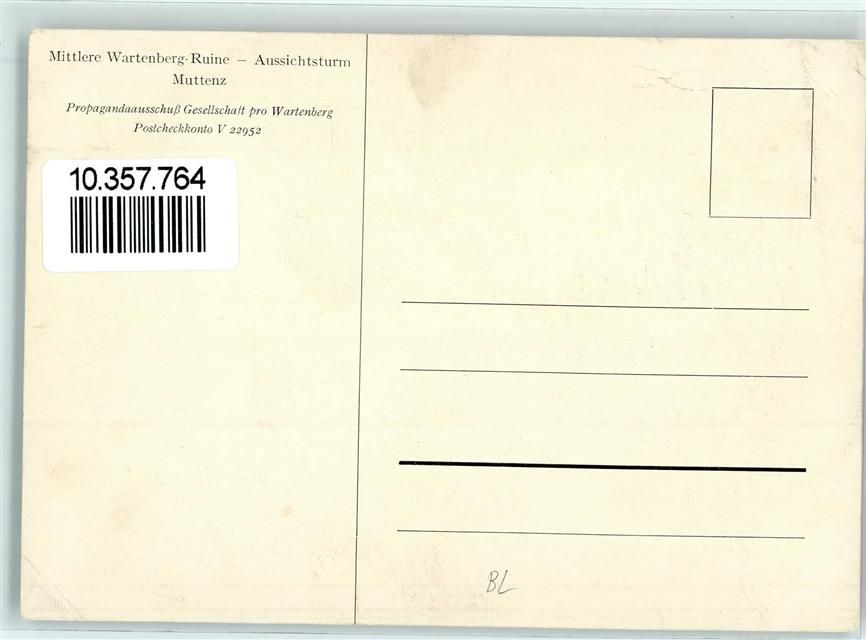 Mittlere Wartenberg-Ruine – Aussichtsturm
Muttenz
Propagandaausschuß Gesellschaft pro Wartenberg
Postcheckkonto V 22952
10.357.764
BL